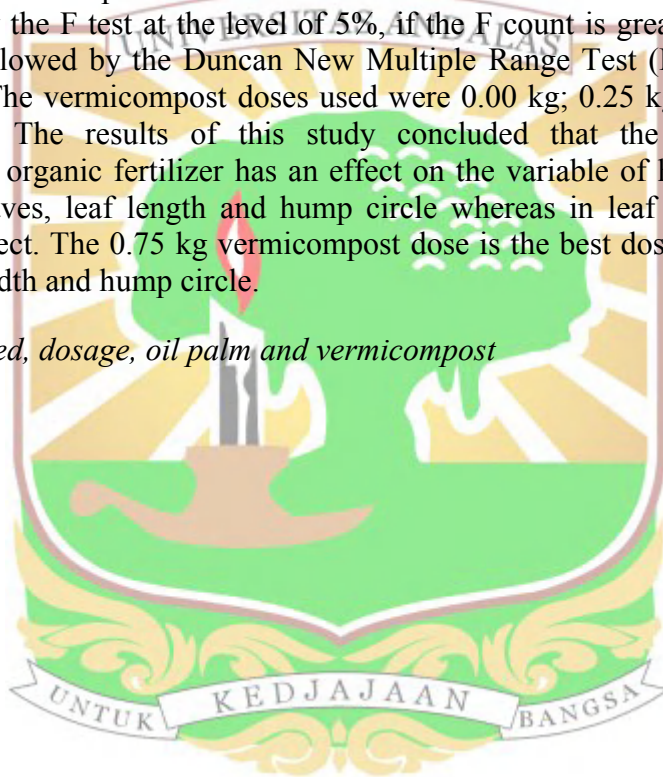 the F test at the level of 5%, if the F count is grea
UNIVERSITAS ANDALAS
lowed by the Duncan New Multiple Range Test (
The vermicompost doses used were 0.00 kg; 0.25 k
The results of this study concluded that the
organic fertilizer has an effect on the variable of
ves, leaf length and hump circle whereas in leaf
ect. The 0.75 kg vermicompost dose is the best dos
dth and hump circle.
ed, dosage, oil palm and vermicompost
UNTUK KEDJAJAAN BANGSA